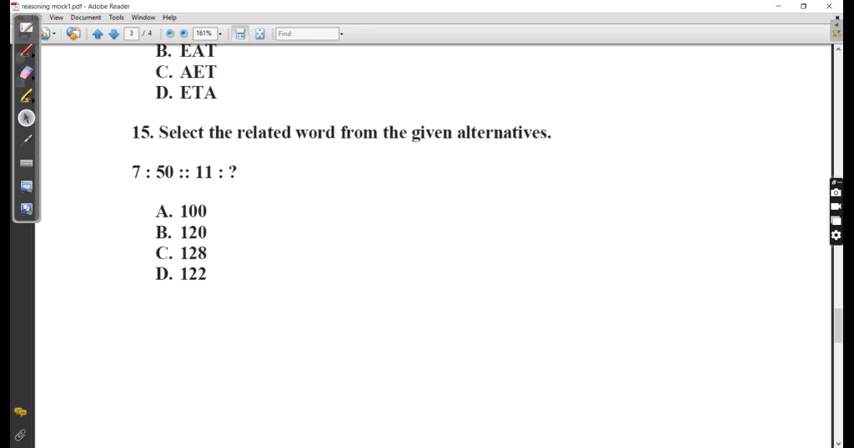 reasoning mock1.pdf - Adobe Reader
View Document Tools Window Help
3 / 4 161% Find
B. EAT
C. AET
D. ETA
15. Select the related word from the given alternatives.
7 : 50 :: 11 : ?
A. 100
B. 120
C. 128
D. 122